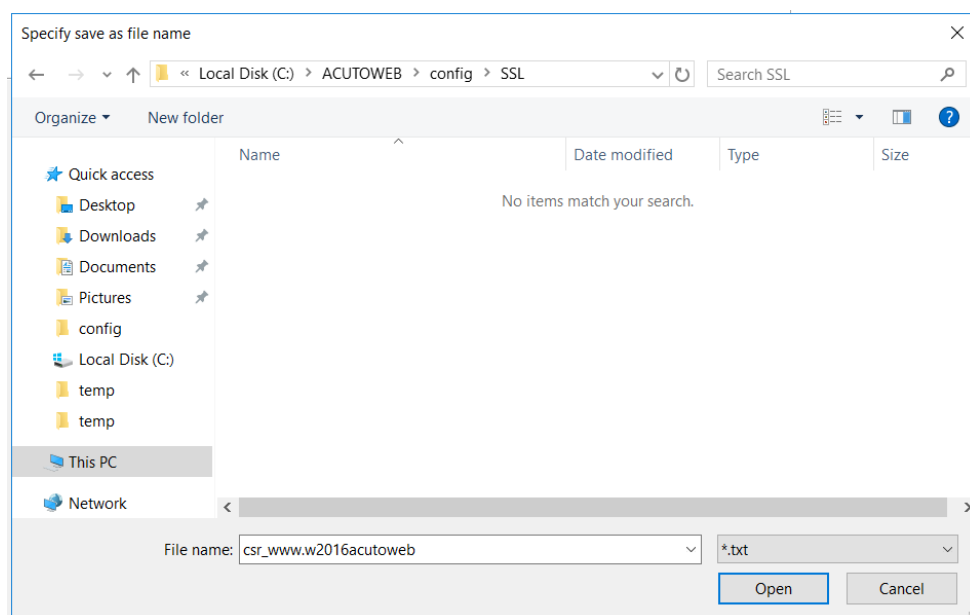 Specify save as file name
« Local Disk (C:) > ACUTOWEB > config > SSL
Search SSL
Organize
New folder
Name
Date modified
Type
Size
No items match your search.
Quick access
Desktop
Downloads
Documents
Pictures
config
Local Disk (C:)
temp
temp
This PC
Network
File name: csr_www.w2016acutoweb
*.txt
Open
Cancel